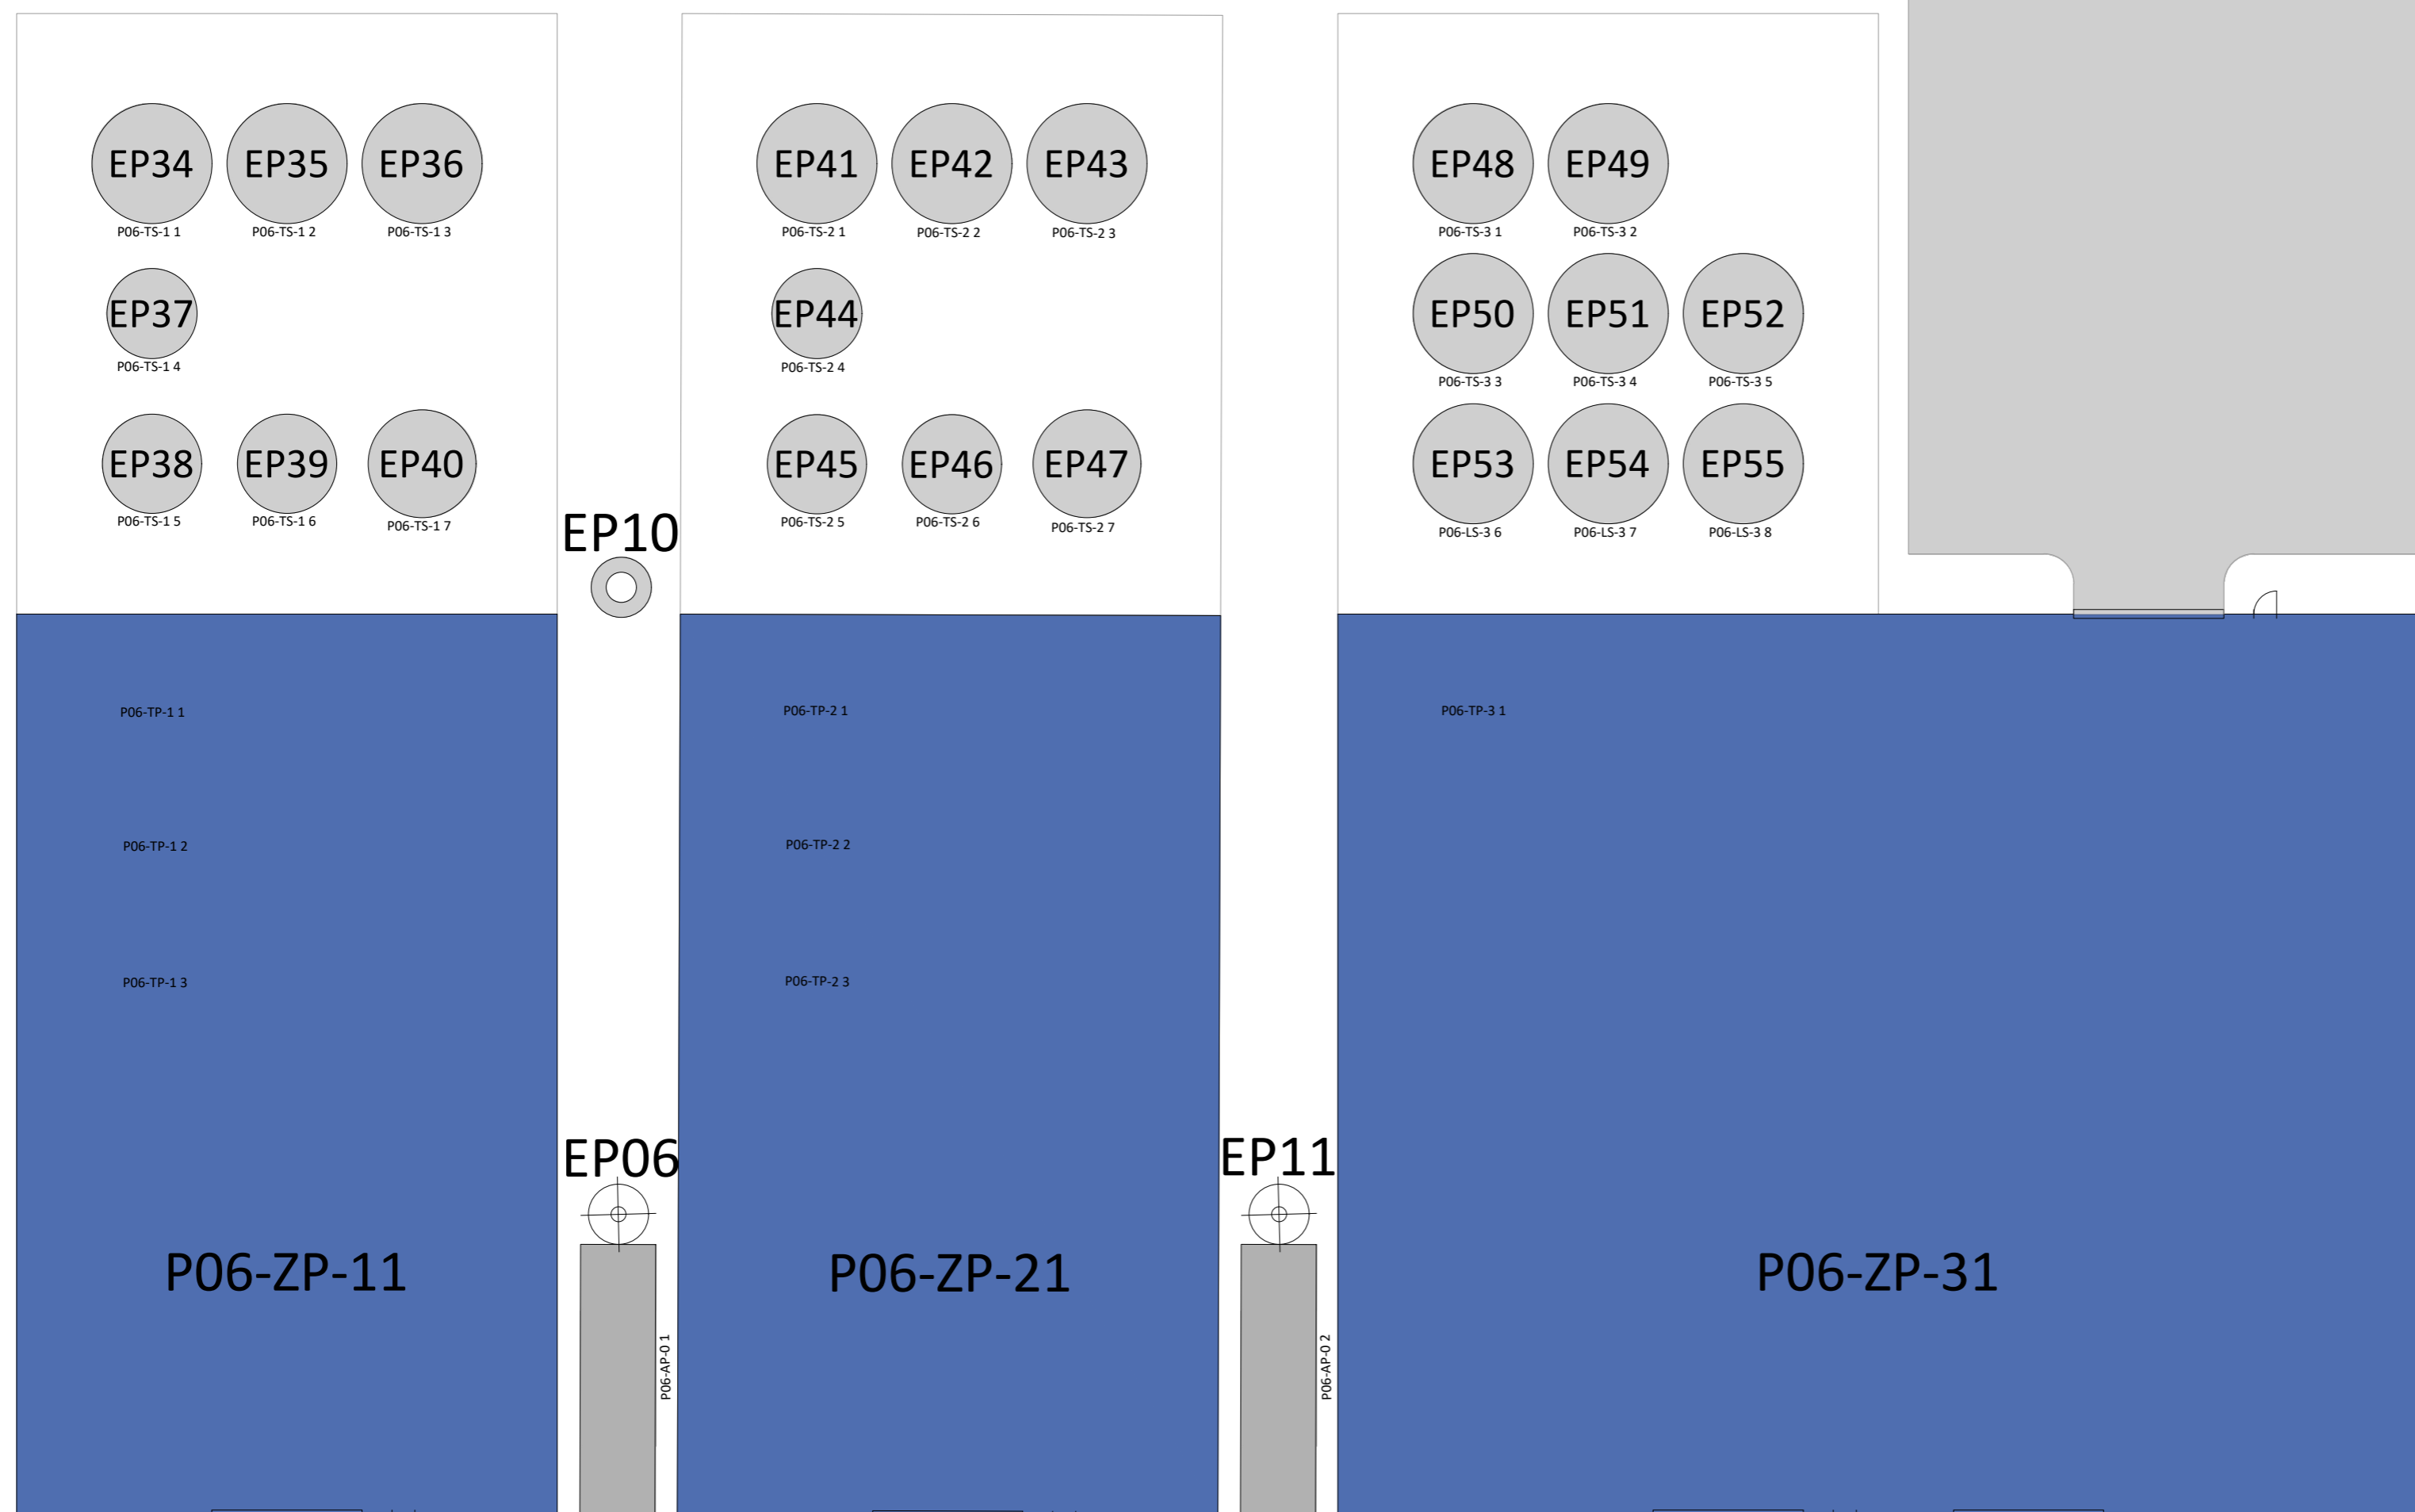 EP34 EP35 EP36
P06-TS-1 1 P06-TS-1 2 P06-TS-1 3
EP37
P06-TS-1 4
EP38 EP39 EP40
P06-TS-1 5 P06-TS-1 6 P06-TS-1 7
EP41 EP42 EP43
P06-TS-2 1 P06-TS-2 2 P06-TS-2 3
EP44
P06-TS-2 4
EP45 EP46 EP47
P06-TS-2 5 P06-TS-2 6 P06-TS-2 7
EP48 EP49
P06-TS-3 1 P06-TS-3 2
EP50 EP51 EP52
P06-TS-3 3 P06-TS-3 4 P06-TS-3 5
EP53 EP54 EP55
P06-LS-3 6 P06-LS-3 7 P06-LS-3 8
EP10
P06-TP-1 1
P06-TP-1 2
P06-TP-1 3
P06-ZP-11
EP06
P06-AP-0 1
P06-TP-2 1
P06-TP-2 2
P06-TP-2 3
P06-ZP-21
EP11
P06-AP-0 2
P06-TP-3 1
P06-ZP-31